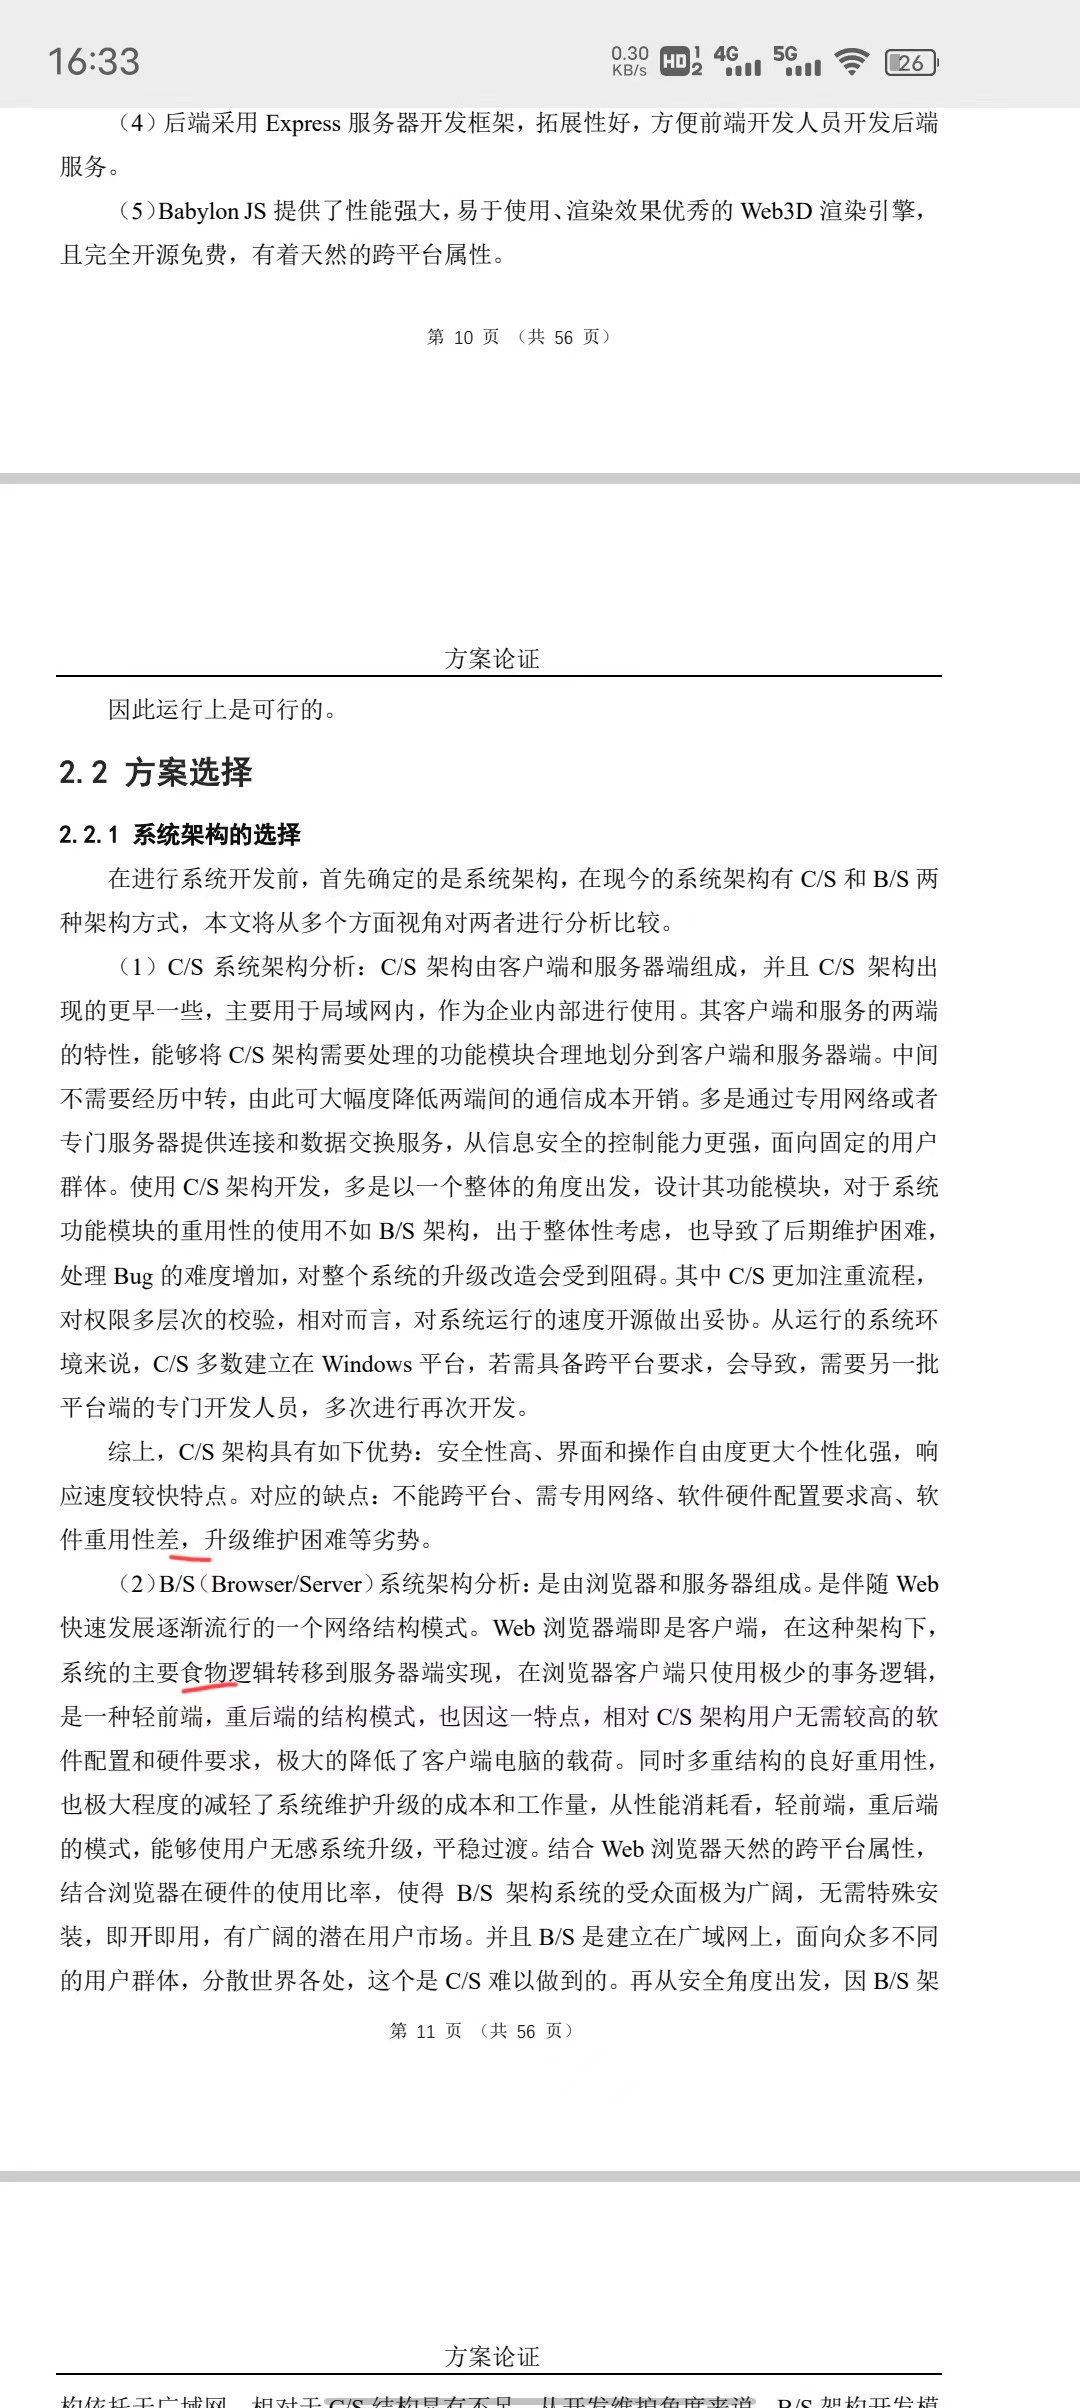 16:33
0.30 KB/s HD 1 2 4G 5G 26
（4）后端采用 Express 服务器开发框架，拓展性好，方便前端开发人员开发后端
服务。
（5）Babylon JS 提供了性能强大，易于使用、渲染效果优秀的 Web3D 渲染引擎，
且完全开源免费，有着天然的跨平台属性。
第 10 页 （共 56 页）
方案论证
因此运行上是可行的。
2.2 方案选择
2.2.1 系统架构的选择
在进行系统开发前，首先确定的是系统架构，在现今的系统架构有 C/S 和 B/S 两
种架构方式，本文将从多个方面视角对两者进行分析比较。
（1）C/S 系统架构分析：C/S 架构由客户端和服务器端组成，并且 C/S 架构出
现的更早一些，主要用于局域网内，作为企业内部进行使用。其客户端和服务的两端
的特性，能够将 C/S 架构需要处理的功能模块合理地划分到客户端和服务器端。中间
不需要经历中转，由此可大幅度降低两端间的通信成本开销。多是通过专用网络或者
专门服务器提供连接和数据交换服务，从信息安全的控制能力更强，面向固定的用户
群体。使用 C/S 架构开发，多是以一个整体的角度出发，设计其功能模块，对于系统
功能模块的重用性的使用不如 B/S 架构，出于整体性考虑，也导致了后期维护困难，
处理 Bug 的难度增加，对整个系统的升级改造会受到阻碍。其中 C/S 更加注重流程，
对权限多层次的校验，相对而言，对系统运行的速度开源做出妥协。从运行的系统环
境来说，C/S 多数建立在 Windows 平台，若需具备跨平台要求，会导致，需要另一批
平台端的专门开发人员，多次进行再次开发。
综上，C/S 架构具有如下优势：安全性高、界面和操作自由度更大个性化强，响
应速度较快特点。对应的缺点：不能跨平台、需专用网络、软件硬件配置要求高、软
件重用性差，升级维护困难等劣势。
（2）B/S（Browser/Server）系统架构分析：是由浏览器和服务器组成。是伴随 Web
快速发展逐渐流行的一个网络结构模式。Web 浏览器端即是客户端，在这种架构下，
系统的主要食物逻辑转移到服务器端实现，在浏览器客户端只使用极少的事务逻辑，
是一种轻前端，重后端的结构模式，也因这一特点，相对 C/S 架构用户无需较高的软
件配置和硬件要求，极大的降低了客户端电脑的载荷。同时多重结构的良好重用性，
也极大程度的减轻了系统维护升级的成本和工作量，从性能消耗看，轻前端，重后端
的模式，能够使用户无感系统升级，平稳过渡。结合 Web 浏览器天然的跨平台属性，
结合浏览器在硬件的使用比率，使得 B/S 架构系统的受众面极为广阔，无需特殊安
装，即开即用，有广阔的潜在用户市场。并且 B/S 是建立在广域网上，面向众多不同
的用户群体，分散世界各处，这个是 C/S 难以做到的。再从安全角度出发，因 B/S 架
第 11 页 （共 56 页）
方案论证
构依托于广域网，相对于 C/S 结构具有不足。从开发维护角度来说，B/S 架构开发模